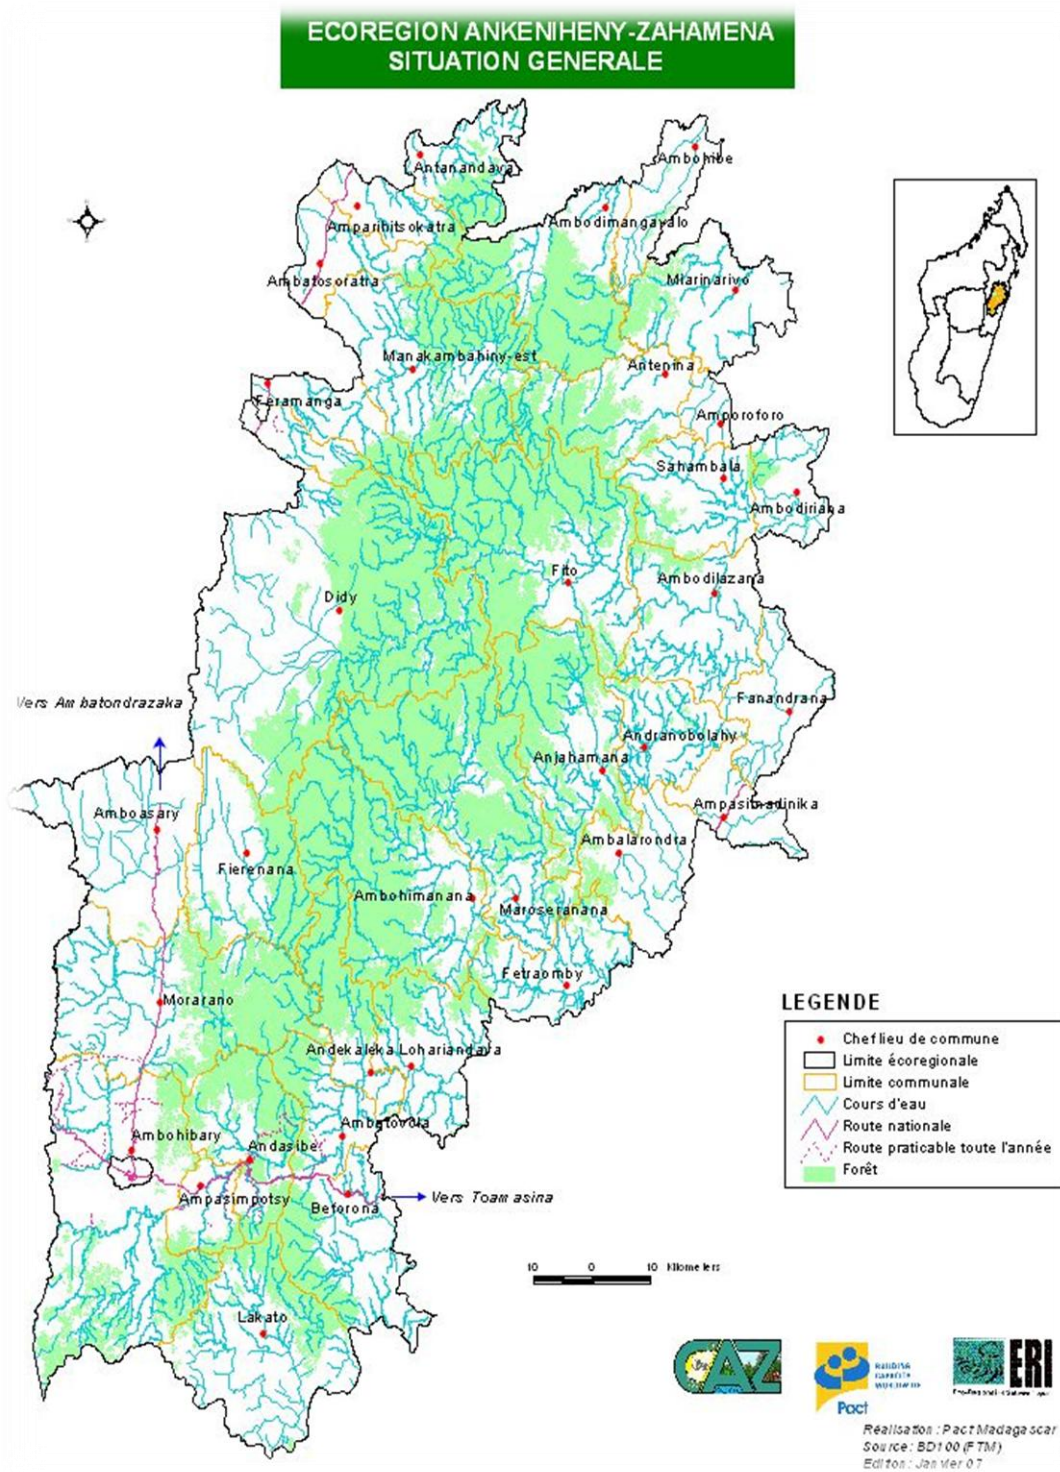 ECOREGION ANKENIHENY-ZAHAMENA
SITUATION GENERALE
Antanandava
Ambohibe
Amparihitsokatra
Ambodimangavalo
Ambatosoratra
Miarinarivo
Manakambahiny-est
Antenina
Feramanga
Amporoforo
Sahambala
Ambodiriana
Fito
Ambodilazana
Didy
Vers Ambatondrazaka
Fanandrana
Andranobolahy
Anjahamana
Amboasary
Ampasimadinika
Ambalarondra
Fierenana
Ambohimanana
Maroseranana
Fetraomby
Morarano
Andekaleka Lohariandava
Ambatovola
Ambohibary
Andasibe
Ampasimpotsy
Beforona
Vers Toamasina
Lakato
LEGENDE
Chef lieu de commune
Limite écoregionale
Limite communale
Cours d'eau
Route nationale
Route praticable toute l'année
Forêt
10 0 10 Kilometers
CAZ
BUILDING
CAPACITY
WORLDWIDE
Pact
ERI
Réalisation : Pact Madagascar
Source : BD100 (FTM)
Edition : Janvier 07